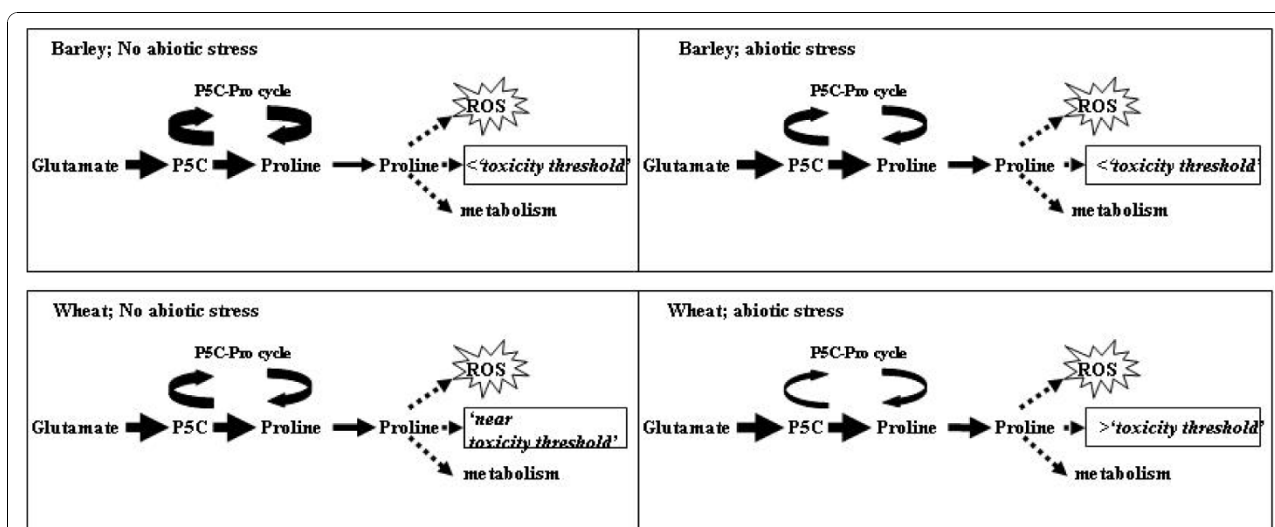 Barley; No abiotic stress
P5C-Pro cycle
ROS
Glutamate P5C Proline Proline <‘toxicity threshold’
metabolism
Barley; abiotic stress
P5C-Pro cycle
ROS
Glutamate P5C Proline Proline <‘toxicity threshold’
metabolism
Wheat; No abiotic stress
P5C-Pro cycle
ROS
‘near
Glutamate P5C Proline Proline toxicity threshold’
metabolism
Wheat; abiotic stress
P5C-Pro cycle
ROS
Glutamate P5C Proline Proline >‘toxicity threshold’
metabolism